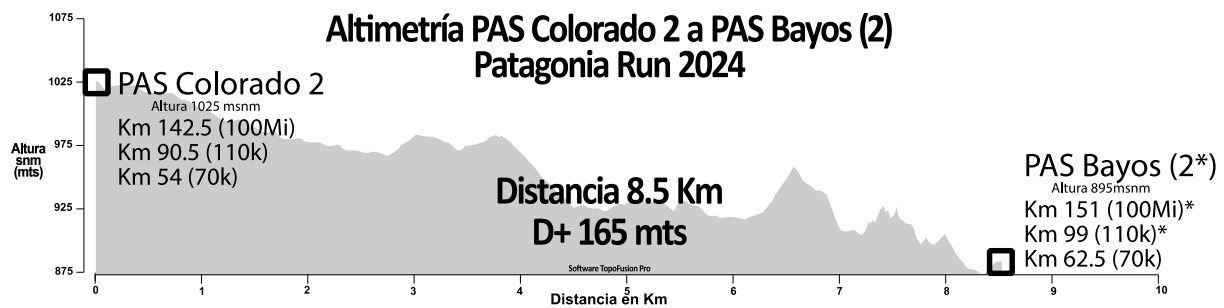 Altimetría PAS Colorado 2 a PAS Bayos (2)
Patagonia Run 2024
1075
1025
975
925
875
Altura
snm
(mts)
PAS Colorado 2
Altura 1025 msnm
Km 142.5 (100Mi)
Km 90.5 (110k)
Km 54 (70k)
Distancia 8.5 Km
D+ 165 mts
Software TopoFusion Pro
PAS Bayos (2*)
Altura 895msnm
Km 151 (100Mi)*
Km 99 (110k)*
Km 62.5 (70k)
0 1 2 3 4 5 6 7 8 9 10
Distancia en Km